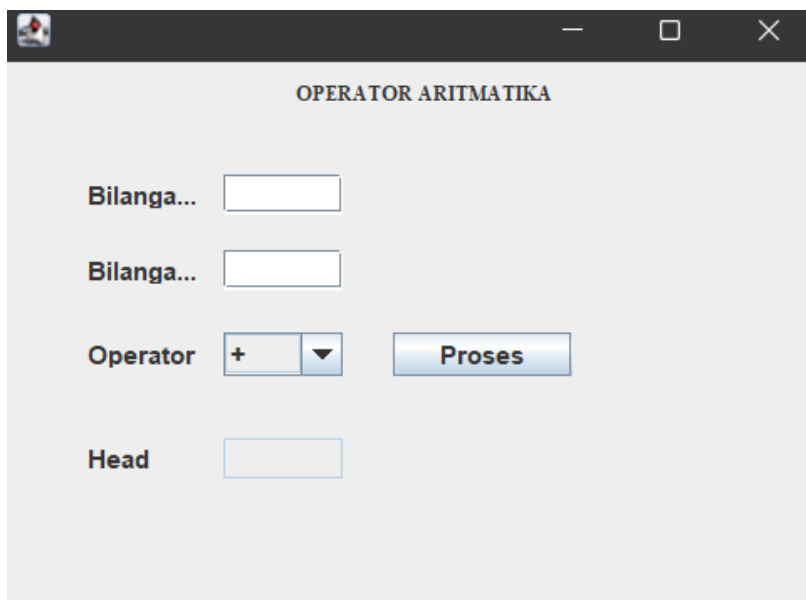 OPERATOR ARITMATIKA
Bilanga...
Bilanga...
Operator + Proses
Head